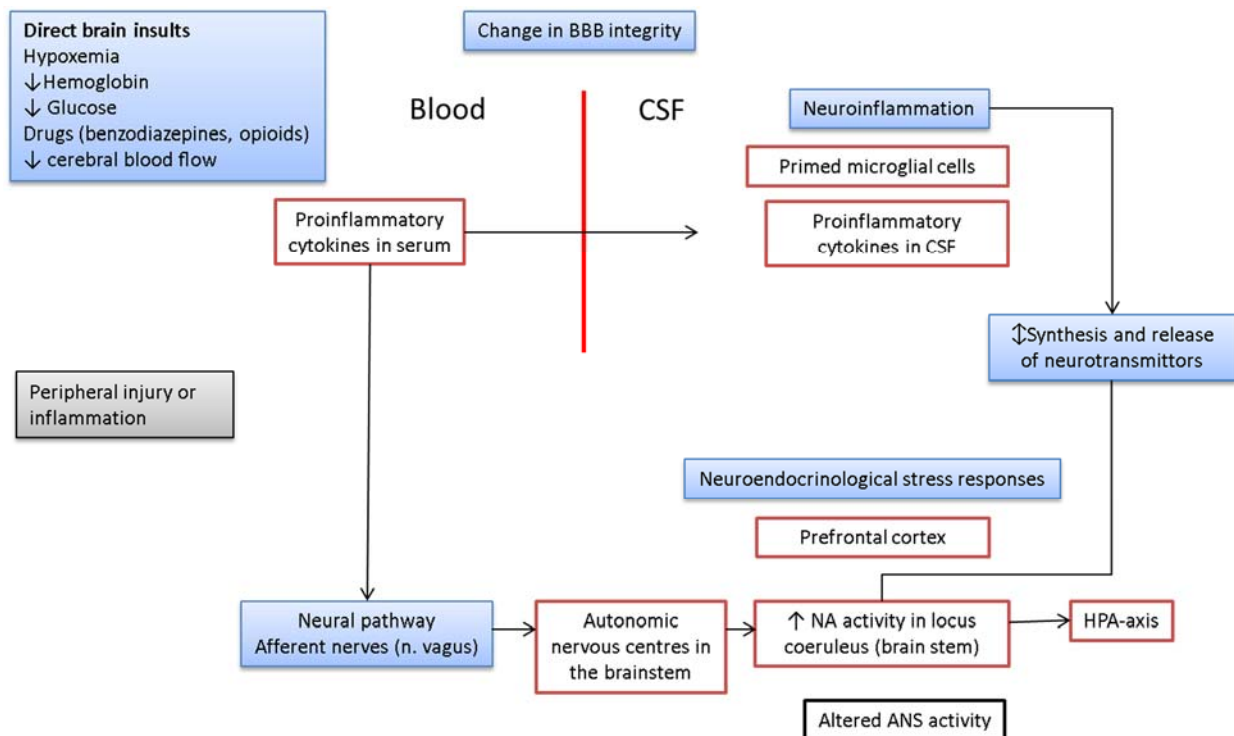 Direct brain insults
Hypoxemia
↓Hemoglobin
↓ Glucose
Drugs (benzodiazepines, opioids)
↓ cerebral blood flow
Change in BBB integrity
Blood
CSF
Neuroinflammation
Primed microglial cells
Proinflammatory
cytokines in serum
Proinflammatory
cytokines in CSF
↕Synthesis and release
of neurotransmittors
Peripheral injury or
inflammation
Neuroendocrinological stress responses
Prefrontal cortex
Neural pathway
Afferent nerves (n. vagus)
Autonomic
nervous centres in
the brainstem
↑ NA activity in locus
coeruleus (brain stem)
HPA-axis
Altered ANS activity